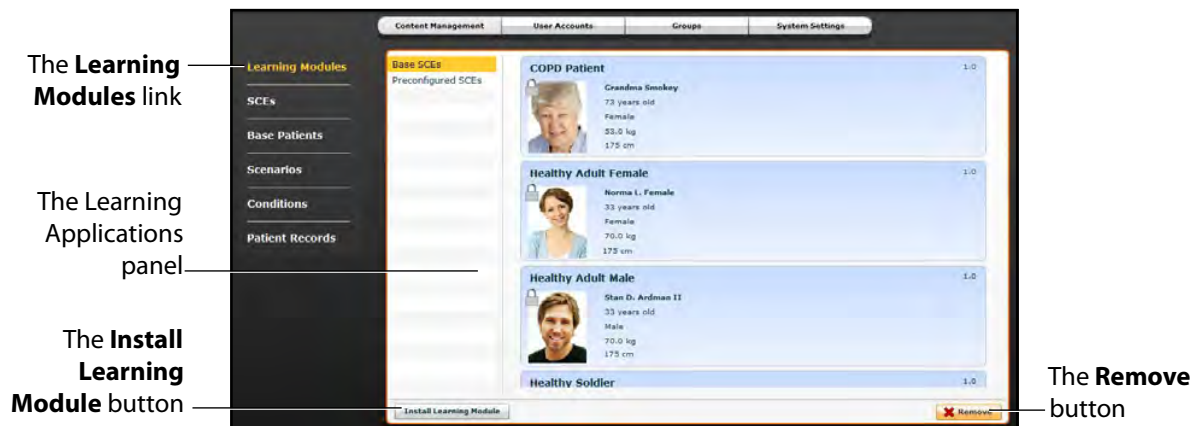 Content Management
User Accounts
Groups
System Settings
The Learning
Modules link
Learning Modules
SCEs
Base Patients
Scenarios
Conditions
Patient Records
Base SCEs
Preconfigured SCEs
COPD Patient
1.0
Grandma Smokey
73 years old
Female
53.0 kg
175 cm
Healthy Adult Female
1.0
Norma L. Female
33 years old
Female
70.0 kg
175 cm
Healthy Adult Male
1.0
Stan D. Ardman II
33 years old
Male
70.0 kg
175 cm
Healthy Soldier
1.0
The Learning
Applications
panel
The Install
Learning
Module button
Install Learning Module
Remove
The Remove
button